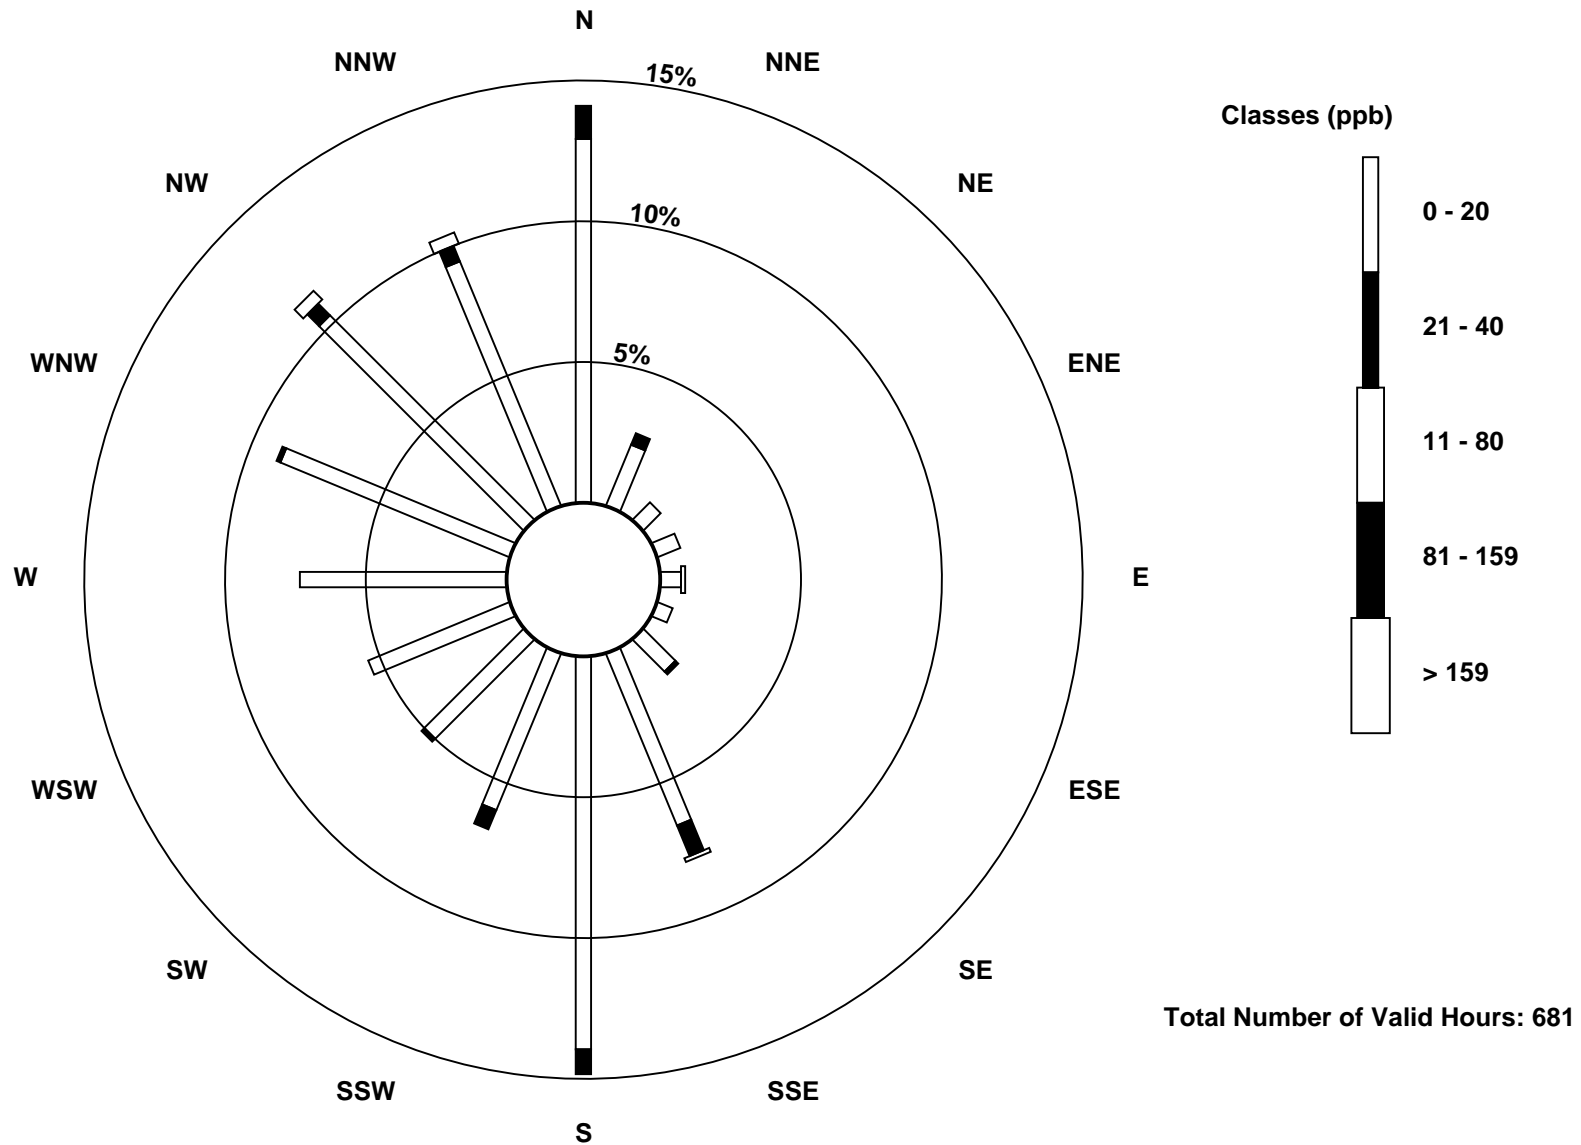 N
NNW
NNE
15%
Classes (ppb)
NW
NE
0 - 20
10%
21 - 40
5%
WNW
ENE
11 - 80
81 - 159
W
E
> 159
WSW
ESE
SW
SE
Total Number of Valid Hours: 681
SSW
SSE
S